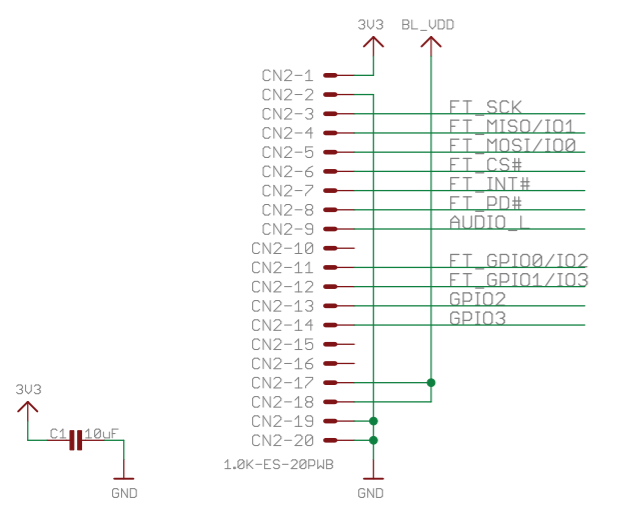 3V3 BL_VDD
CN2-1
CN2-2
CN2-3 FT_SCK
CN2-4 FT_MISO/IO1
CN2-5 FT_MOSI/IO0
CN2-6 FT_CS#
CN2-7 FT_INT#
CN2-8 FT_PD#
CN2-9 AUDIO_L
CN2-10
CN2-11 FT_GPIO0/IO2
CN2-12 FT_GPIO1/IO3
CN2-13 GPIO2
CN2-14 GPIO3
CN2-15
CN2-16
CN2-17
CN2-18
CN2-19
CN2-20
1.0K-ES-20PWB
GND
3V3
C1 10uF
GND